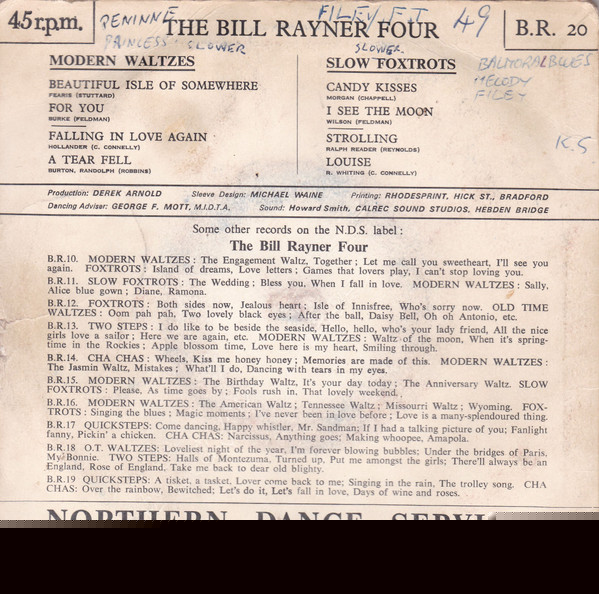 45 r.p.m.
PENINNE
PRINCESS : SLOWER
THE BILL RAYNER FOUR
FILEY F.T
SLOWER
49
B.R. 20
MODERN WALTZES
BEAUTIFUL ISLE OF SOMEWHERE
FEARIS (STUTTARD)
FOR YOU
BURKE (FELDMAN)
FALLING IN LOVE AGAIN
HOLLANDER (C. CONNELLY)
A TEAR FELL
BURTON, RANDOLPH (ROBBINS)
SLOW FOXTROTS
CANDY KISSES
MORGAN (CHAPPELL)
I SEE THE MOON
WILSON (FELDMAN)
STROLLING
RALPH READER (REYNOLDS)
LOUISE
R. WHITING (C. CONNELLY)
BALMORAL BLUES
MELODY
FILEY
K.S
Production: DEREK ARNOLD Sleeve Design: MICHAEL WAINE Printing: RHODESPRINT, HICK ST., BRADFORD
Dancing Adviser: GEORGE F. MOTT, M.I.D.T.A. Sound: Howard Smith, CALREC SOUND STUDIOS, HEBDEN BRIDGE
Some other records on the N.D.S. label :
The Bill Rayner Four
B.R.10. MODERN WALTZES : The Engagement Waltz, Together ; Let me call you sweetheart, I'll see you
again. FOXTROTS : Island of dreams, Love letters ; Games that lovers play, I can't stop loving you.
B.R.11. SLOW FOXTROTS : The Wedding ; Bless you, When I fall in love. MODERN WALTZES : Sally,
Alice blue gown ; Diane, Ramona.
B.R.12. FOXTROTS : Both sides now, Jealous heart ; Isle of Innisfree, Who's sorry now. OLD TIME
WALTZES : Oom pah pah, Two lovely black eyes ; After the ball, Daisy Bell, Oh oh Antonio, etc.
B.R.13. TWO STEPS : I do like to be beside the seaside, Hello, hello, who's your lady friend, All the nice
girls love a sailor ; Here we are again, etc. MODERN WALTZES : Waltz of the moon, When it's spring-
time in the Rockies ; Apple blossom time, Love here is my heart, Smiling through.
B.R.14. CHA CHAS : Wheels, Kiss me honey honey ; Memories are made of this. MODERN WALTZES :
The Jasmin Waltz, Mistakes ; What'll I do, Dancing with tears in my eyes.
B.R.15. MODERN WALTZES : The Birthday Waltz, It's your day today ; The Anniversary Waltz. SLOW
FOXTROTS : Please, As time goes by ; Fools rush in, That lovely weekend.
B.R.16. MODERN WALTZES : The American Waltz ; Tennessee Waltz ; Missourri Waltz ; Wyoming. FOX-
TROTS : Singing the blues ; Magic moments ; I've never been in love before ; Love is a many-splendoured thing.
B.R.17 QUICKSTEPS: Come dancing, Happy whistler, Mr. Sandman; If I had a talking picture of you; Fanlight
fanny, Pickin' a chicken. CHA CHAS: Narcissus, Anything goes; Making whoopee, Amapola.
B.R.18 O.T. WALTZES: Loveliest night of the year, I'm forever blowing bubbles; Under the bridges of Paris,
My Bonnie. TWO STEPS: Halls of Montezuma, Turned up, Put me amongst the girls; There'll always be an
England, Rose of England, Take me back to dear old blighty.
B.R.19 QUICKSTEPS: A tisket, a tasket, Lover come back to me; Singing in the rain, The trolley song. CHA
CHAS: Over the rainbow, Bewitched; Let's do it, Let's fall in love, Days of wine and roses.
NORTHERN DANCE